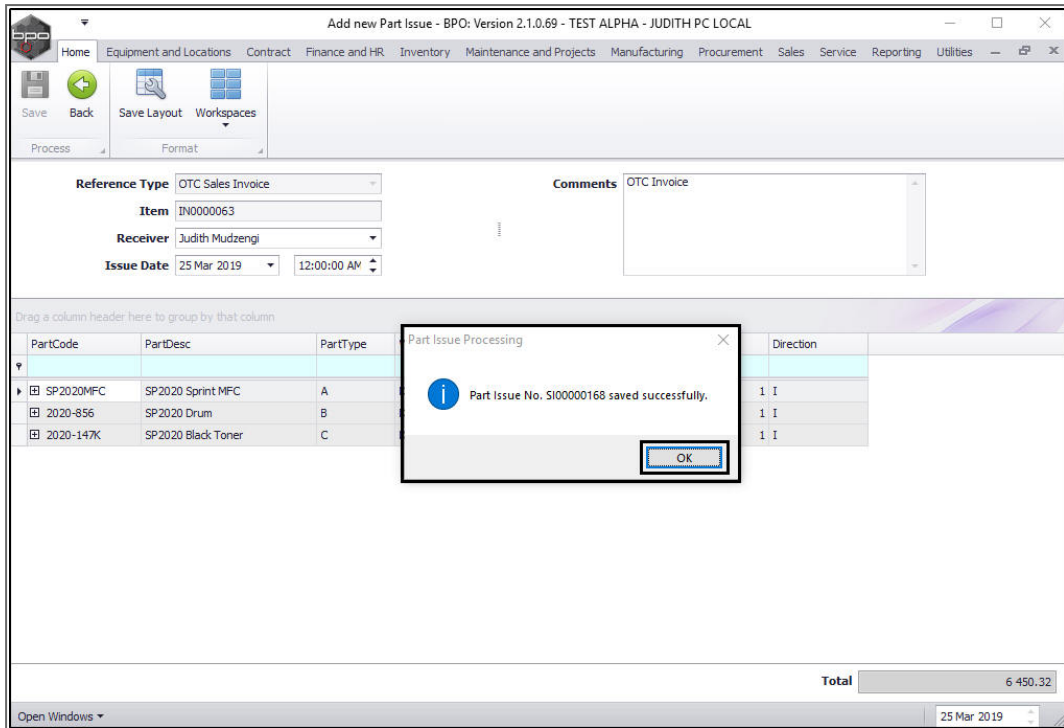 Add new Part Issue - BPO: Version 2.1.0.69 - TEST ALPHA - JUDITH PC LOCAL
bpo
Home Equipment and Locations Contract Finance and HR Inventory Maintenance and Projects Manufacturing Procurement Sales Service Reporting Utilities
Save Back Save Layout Workspaces
Process Format
Reference Type OTC Sales Invoice Comments OTC Invoice
Item IN0000063
Receiver Judith Mudzengi
Issue Date 25 Mar 2019 12:00:00 AM
Drag a column header here to group by that column
PartCode PartDesc PartType Direction
SP2020MFC SP2020 Sprint MFC A 1 I
2020-856 SP2020 Drum B 1 I
2020-147K SP2020 Black Toner C 1 I
Part Issue Processing
Part Issue No. SI00000168 saved successfully.
OK
Total 6 450.32
Open Windows 25 Mar 2019